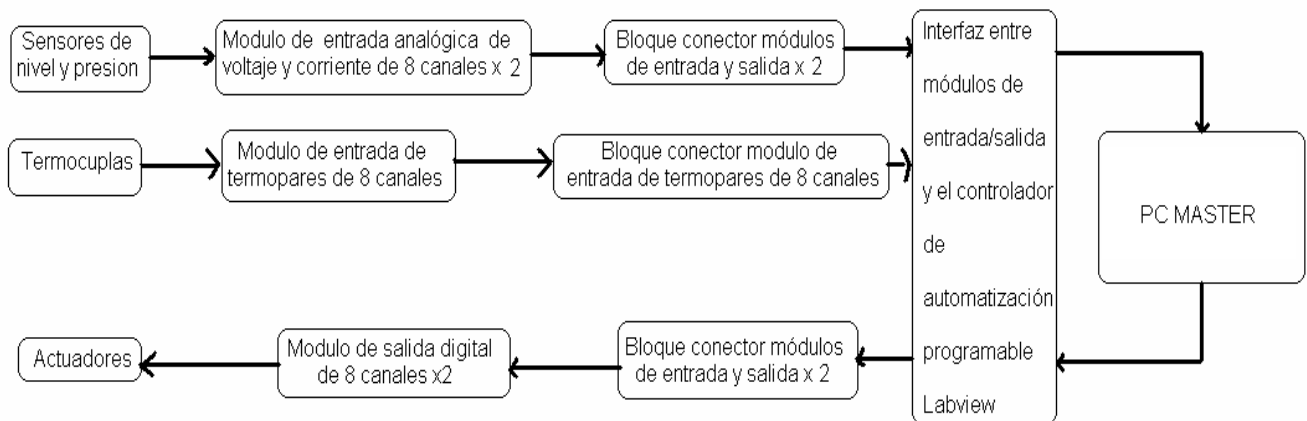 Sensores de
nivel y presion
Modulo de entrada analógica de
voltaje y corriente de 8 canales x 2
Bloque conector módulos
de entrada y salida x 2
Interfaz entre
módulos de
entrada/salida
y el controlador
de
automatización
programable
Labview
PC MASTER
Termocuplas
Modulo de entrada de
termopares de 8 canales
Bloque conector modulo de
entrada de termopares de 8 canales
Actuadores
Modulo de salida digital
de 8 canales x2
Bloque conector módulos
de entrada y salida x 2